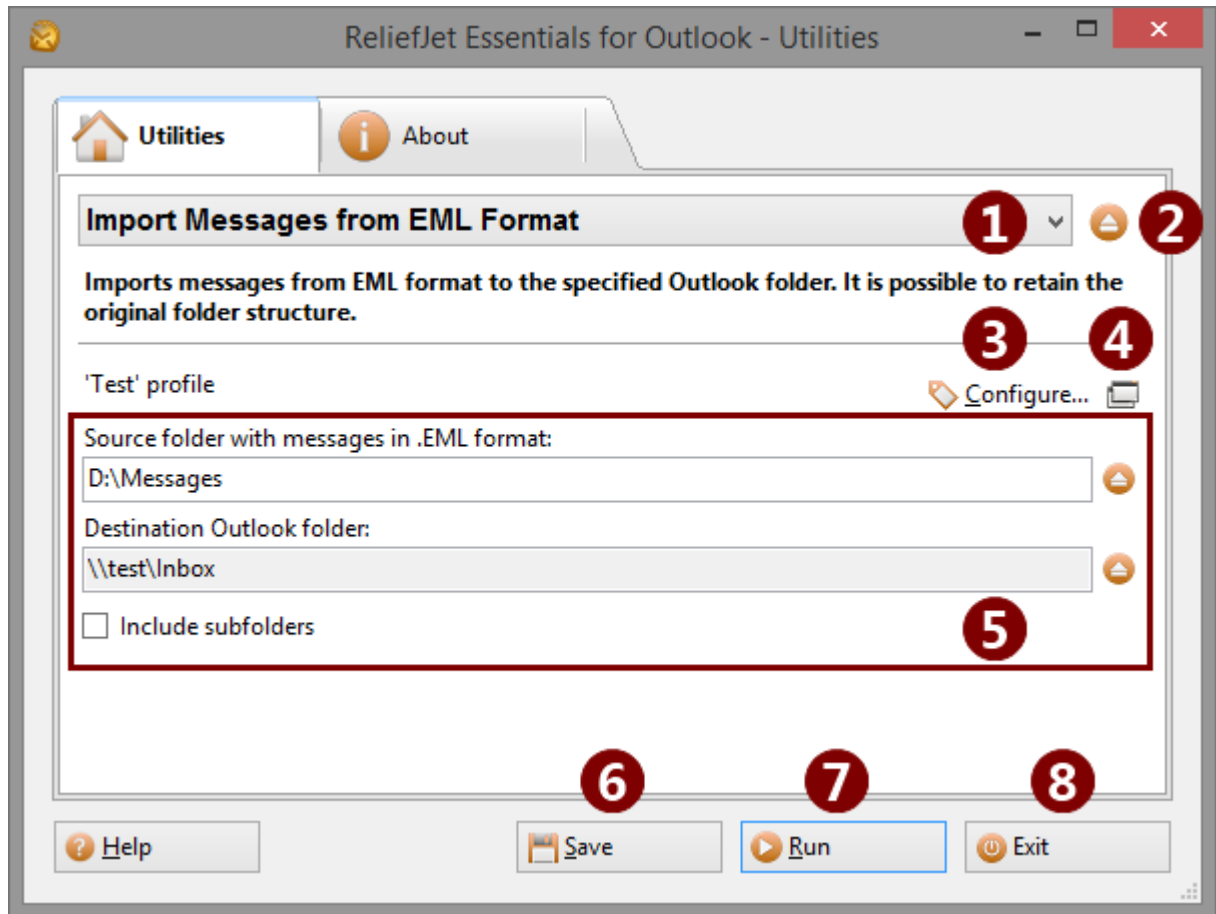 ReliefJet Essentials for Outlook - Utilities
Utilities
About
Import Messages from EML Format
1
2
Imports messages from EML format to the specified Outlook folder. It is possible to retain the
original folder structure.
3
4
'Test' profile
Configure...
Source folder with messages in .EML format:
D:\Messages
Destination Outlook folder:
\\test\Inbox
Include subfolders
5
6
7
8
Help
Save
Run
Exit